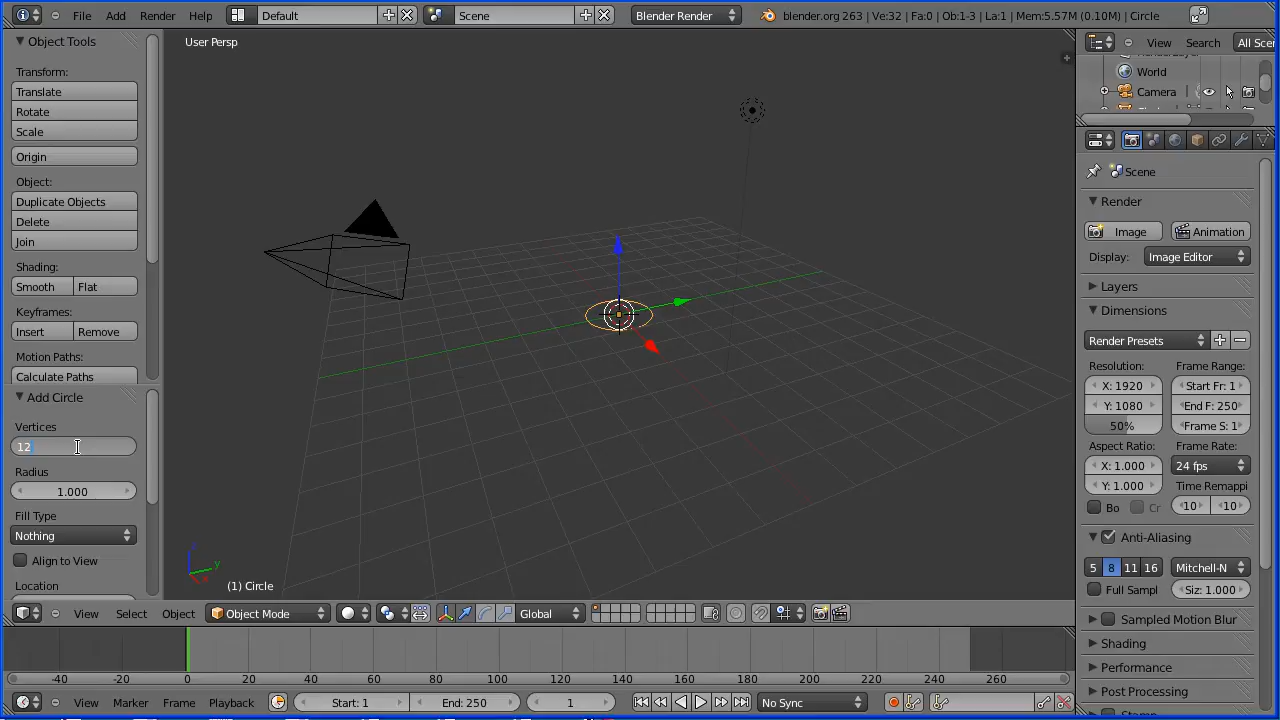 File Add Render Help Default Scene Blender Render blender.org 263 | Ve:32 | Fa:0 | Ob:1-3 | La:1 | Mem:5.57M (0.10M) | Circle
Object Tools
User Persp
View Search All Sce
World
Camera
Transform:
Translate
Rotate
Scale
Origin
Object:
Duplicate Objects
Delete
Join
Shading:
Smooth Flat
Keyframes:
Insert Remove
Motion Paths:
Calculate Paths
Add Circle
Vertices
12
Radius
1.000
Fill Type
Nothing
Align to View
Location
z
y
x
(1) Circle
Scene
Render
Image Animation
Display: Image Editor
Layers
Dimensions
Render Presets
Resolution: Frame Range:
X: 1920 Start Fr: 1
Y: 1080 End F: 250
50% Frame S: 1
Aspect Ratio: Frame Rate:
X: 1.000 24 fps
Y: 1.000 Time Remappi
Bo Cr 10 10
Anti-Aliasing
5 8 11 16 Mitchell-N
Full Sampl Siz: 1.000
Sampled Motion Blur
Shading
Performance
Post Processing
View Select Object Object Mode Global
-40 -20 0 20 40 60 80 100 120 140 160 180 200 220 240 260
View Marker Frame Playback Start: 1 End: 250 1 No Sync